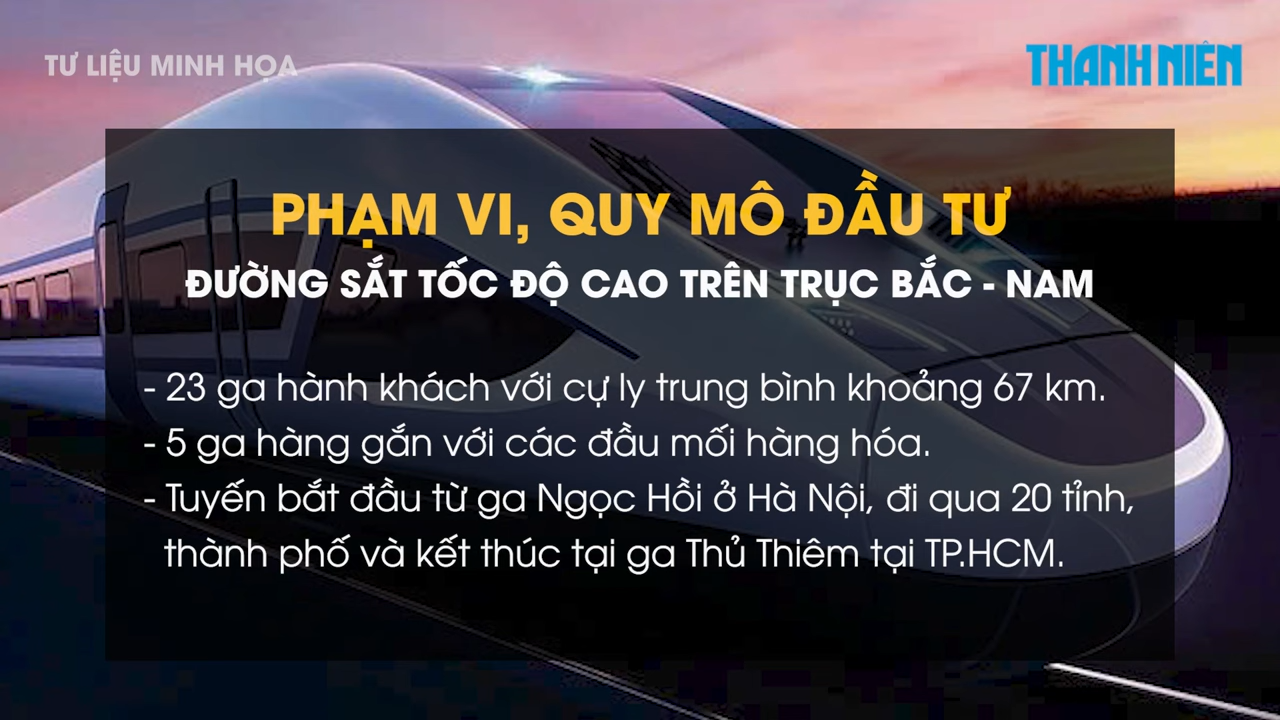 TƯ LIỆU MINH HỌA
THANH NIÊN
PHẠM VI, QUY MÔ ĐẦU TƯ
ĐƯỜNG SẮT TỐC ĐỘ CAO TRÊN TRỤC BẮC - NAM
- 23 ga hành khách với cự ly trung bình khoảng 67 km.
- 5 ga hàng gắn với các đầu mối hàng hóa.
- Tuyến bắt đầu từ ga Ngọc Hồi ở Hà Nội, đi qua 20 tỉnh,
thành phố và kết thúc tại ga Thủ Thiêm tại TP.HCM.